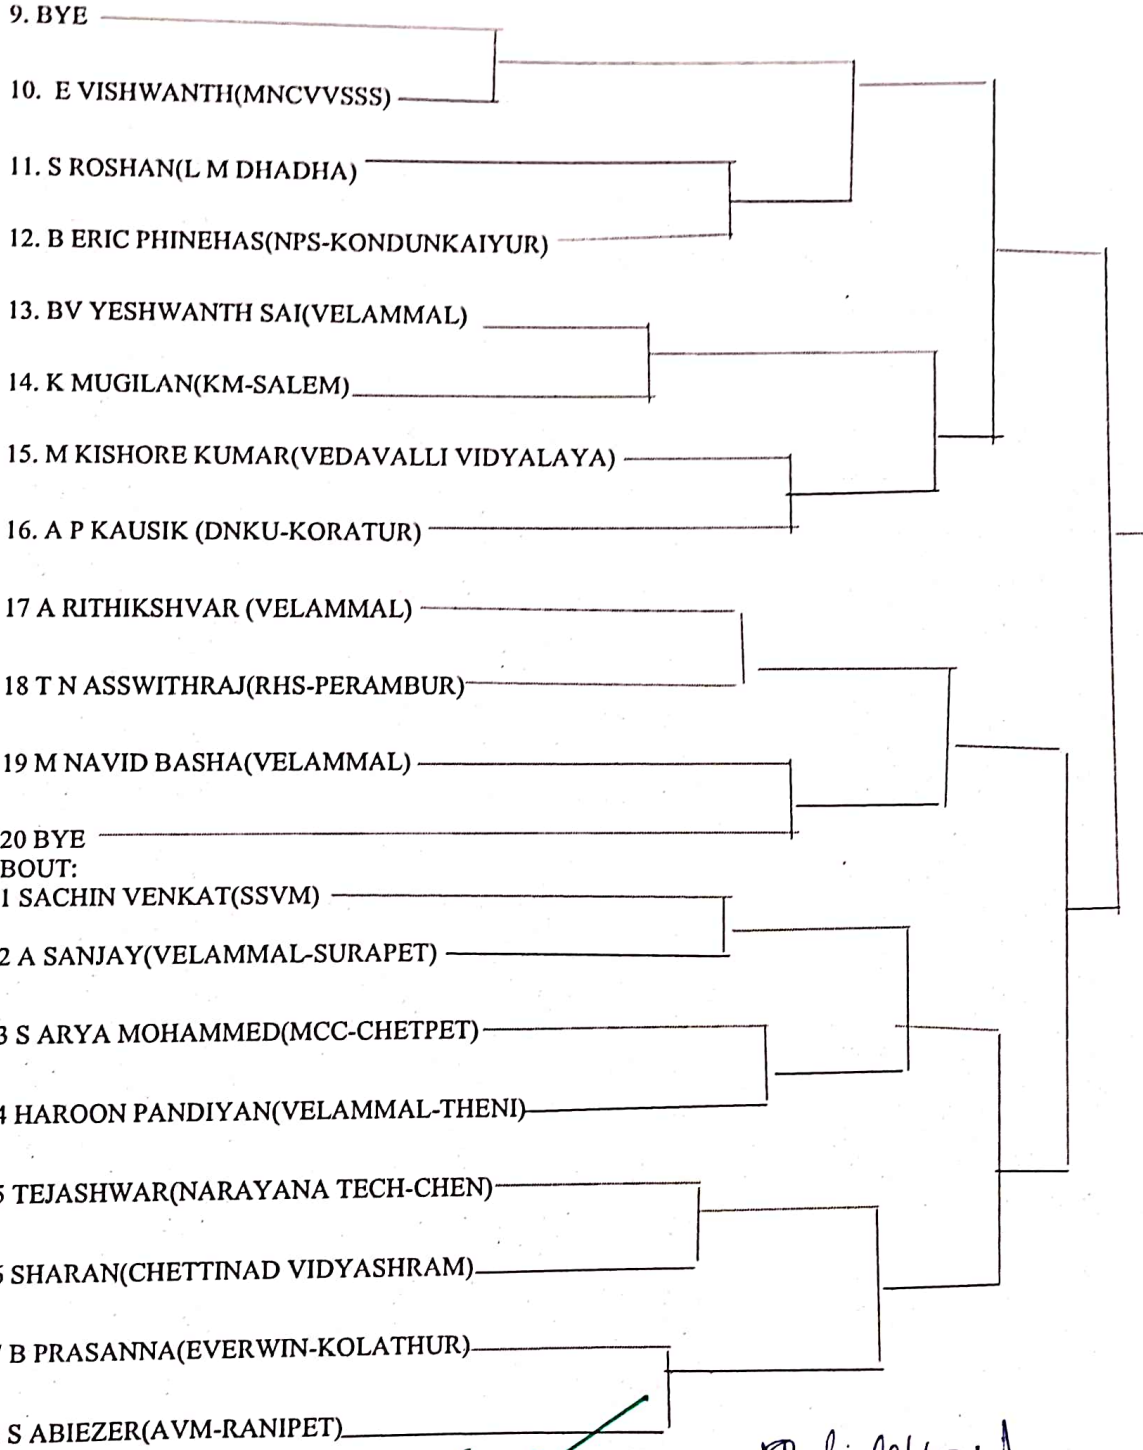 9. BYE
10. E VISHWANTH(MNCVVSSS)
11. S ROSHAN(L M DHADHA)
12. B ERIC PHINEHAS(NPS-KONDUNKAIYUR)
13. BV YESHWANTH SAI(VELAMMAL)
14. K MUGILAN(KM-SALEM)
15. M KISHORE KUMAR(VEDAVALLI VIDYALAYA)
16. A P KAUSIK (DNKU-KORATUR)
17 A RITHIKSHVAR (VELAMMAL)
18 T N ASSWITHRAJ(RHS-PERAMBUR)
19 M NAVID BASHA(VELAMMAL)
20 BYE
BOUT:
1 SACHIN VENKAT(SSVM)
2 A SANJAY(VELAMMAL-SURAPET)
3 S ARYA MOHAMMED(MCC-CHETPET)
4 HAROON PANDIYAN(VELAMMAL-THENI)
5 TEJASHWAR(NARAYANA TECH-CHEN)
SHARAN(CHETTINAD VIDYASHRAM)
B PRASANNA(EVERWIN-KOLATHUR)
S ABIEZER(AVM-RANIPET)